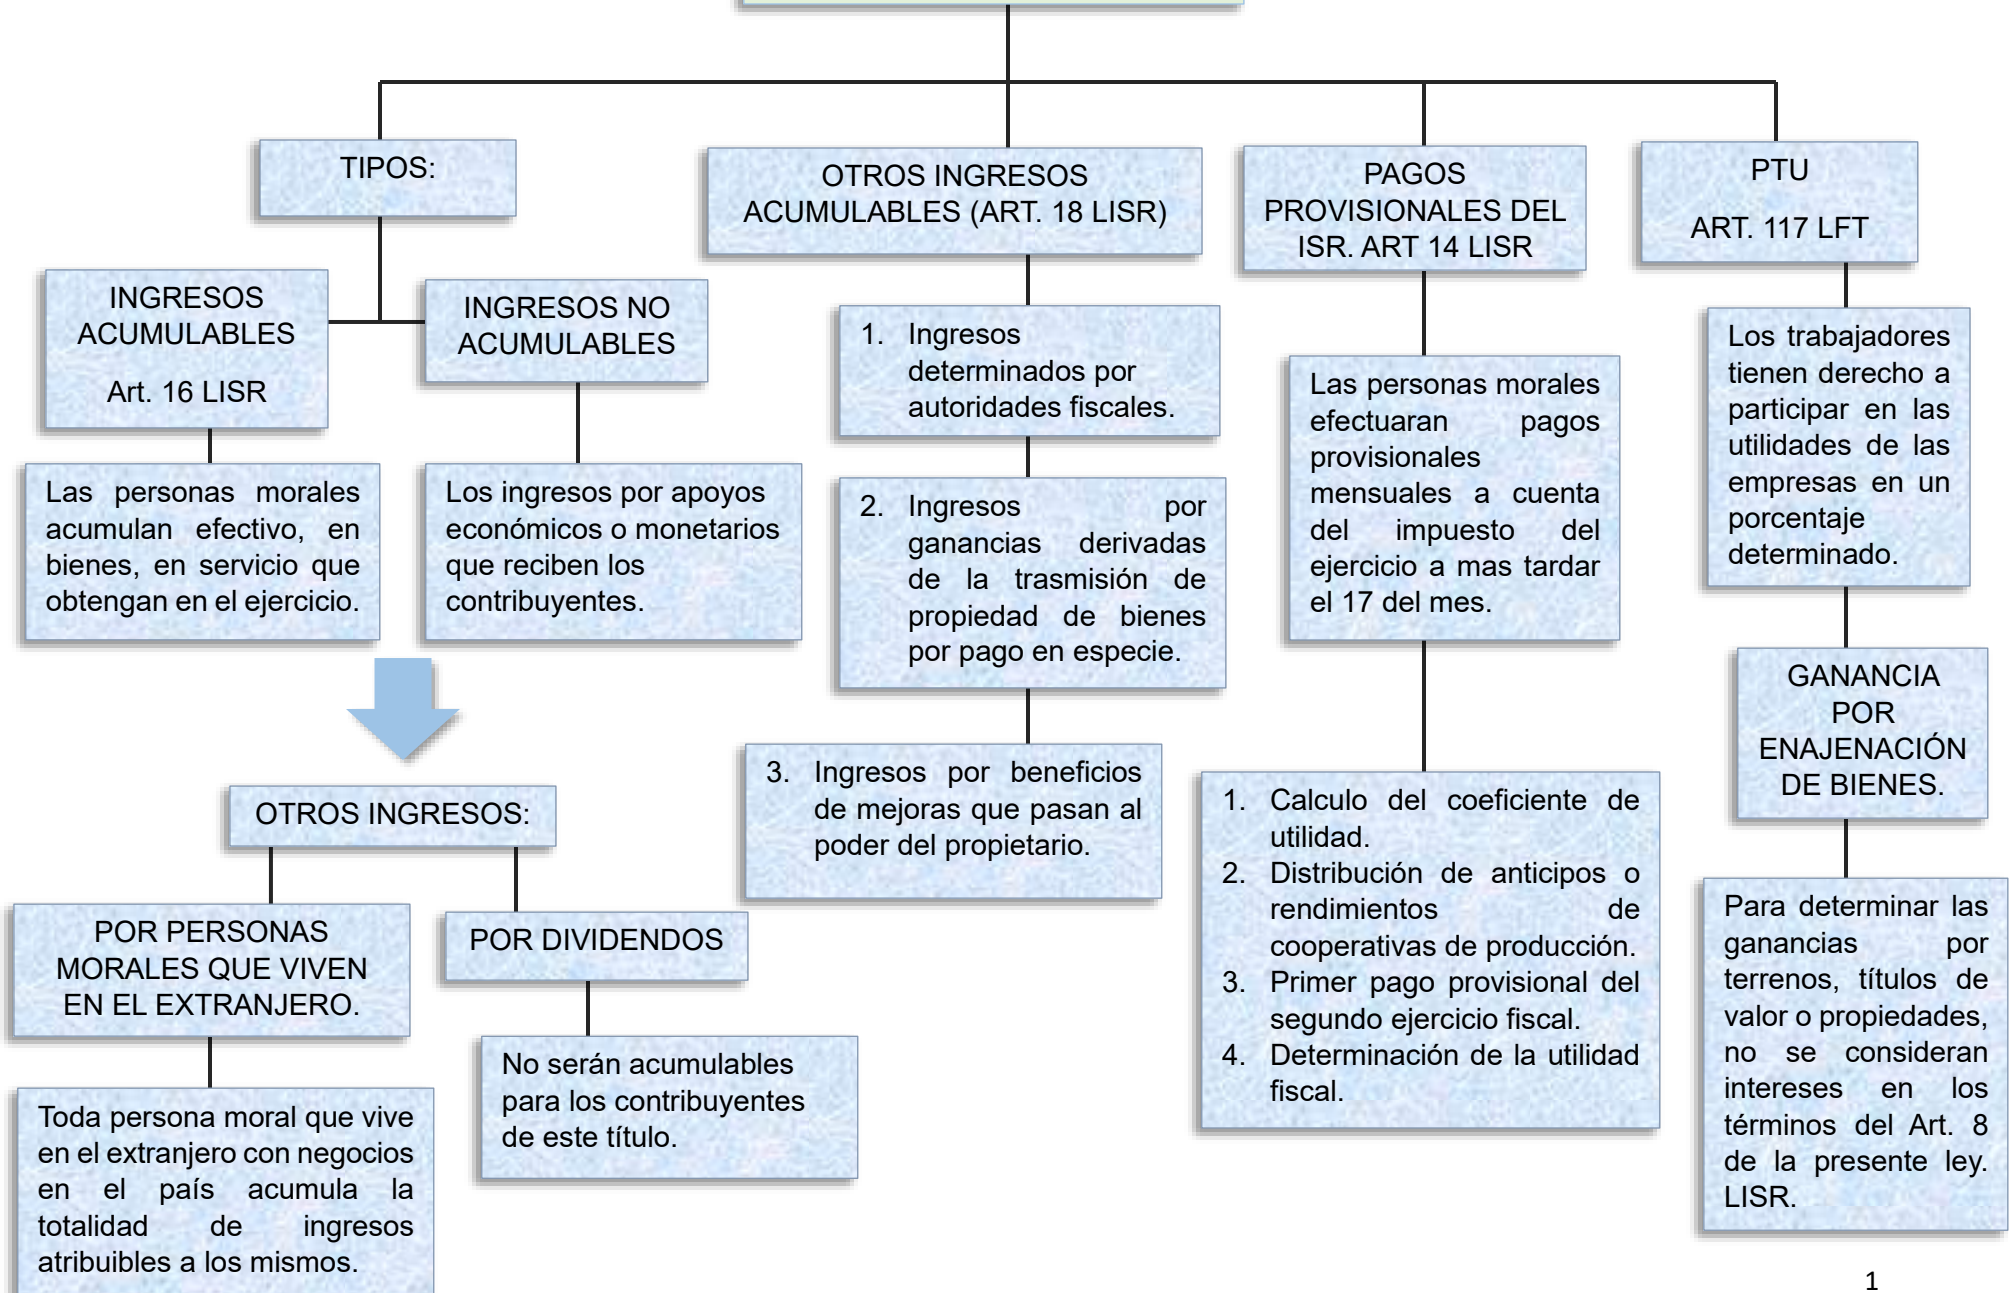 TIPOS:
INGRESOS
ACUMULABLES
Art. 16 LISR
Las personas morales
acumulan efectivo, en
bienes, en servicio que
obtengan en el ejercicio.
INGRESOS NO
ACUMULABLES
Los ingresos por apoyos
económicos o monetarios
que reciben los
contribuyentes.
OTROS INGRESOS:
POR PERSONAS
MORALES QUE VIVEN
EN EL EXTRANJERO.
Toda persona moral que vive
en el extranjero con negocios
en el país acumula la
totalidad de ingresos
atribuibles a los mismos.
POR DIVIDENDOS
No serán acumulables
para los contribuyentes
de este título.
OTROS INGRESOS
ACUMULABLES (ART. 18 LISR)
1. Ingresos
determinados por
autoridades fiscales.
2. Ingresos por
ganancias derivadas
de la trasmisión de
propiedad de bienes
por pago en especie.
3. Ingresos por beneficios
de mejoras que pasan al
poder del propietario.
PAGOS
PROVISIONALES DEL
ISR. ART 14 LISR
Las personas morales
efectuaran pagos
provisionales
mensuales a cuenta
del impuesto del
ejercicio a mas tardar
el 17 del mes.
1. Calculo del coeficiente de
utilidad.
2. Distribución de anticipos o
rendimientos de
cooperativas de producción.
3. Primer pago provisional del
segundo ejercicio fiscal.
4. Determinación de la utilidad
fiscal.
PTU
ART. 117 LFT
Los trabajadores
tienen derecho a
participar en las
utilidades de las
empresas en un
porcentaje
determinado.
GANANCIA
POR
ENAJENACIÓN
DE BIENES.
Para determinar las
ganancias por
terrenos, títulos de
valor o propiedades,
no se consideran
intereses en los
términos del Art. 8
de la presente ley.
LISR.
1